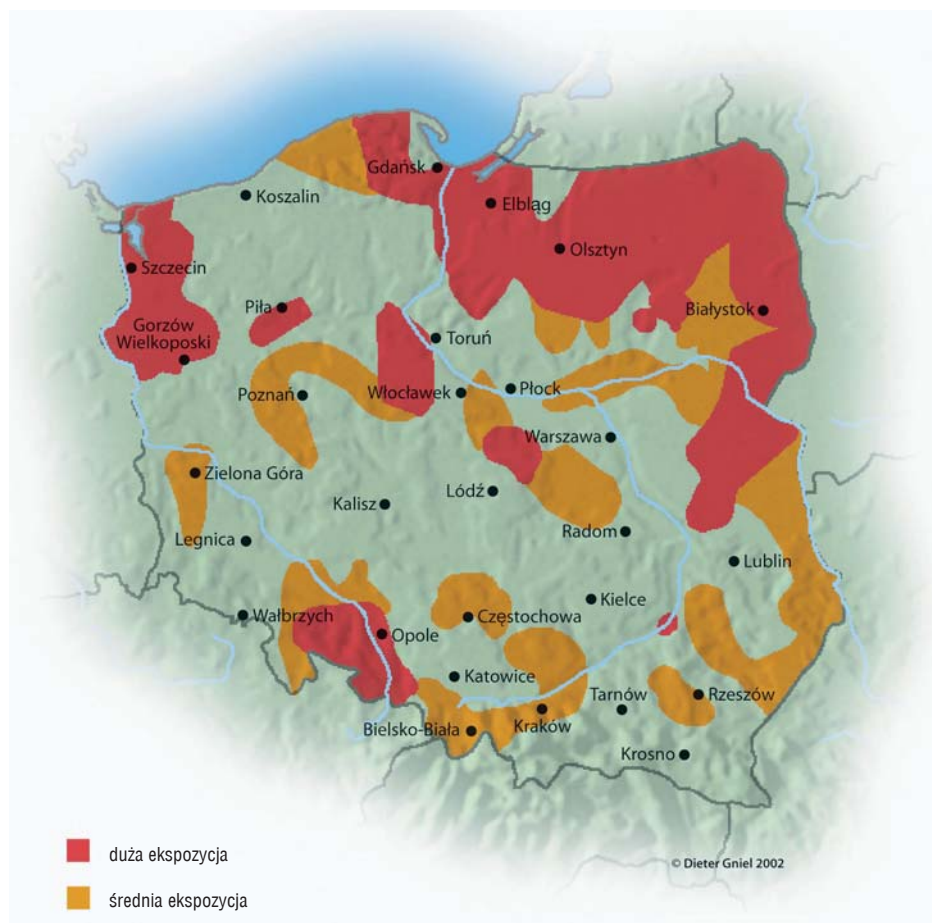 Gdańsk
Koszalin
Elbląg
Olsztyn
Szczecin
Piła
Białystok
Gorzów
Wielkoposki
Toruń
Płock
Włocławek
Poznań
Warszawa
Zielona Góra
Łódź
Kalisz
Radom
Legnica
Lublin
Kielce
Wałbrzych
Częstochowa
Opole
Katowice
Tarnów
Rzeszów
Kraków
Bielsko-Biała
Krosno
duża ekspozycja
© Dieter Gniel 2002
średnia ekspozycja